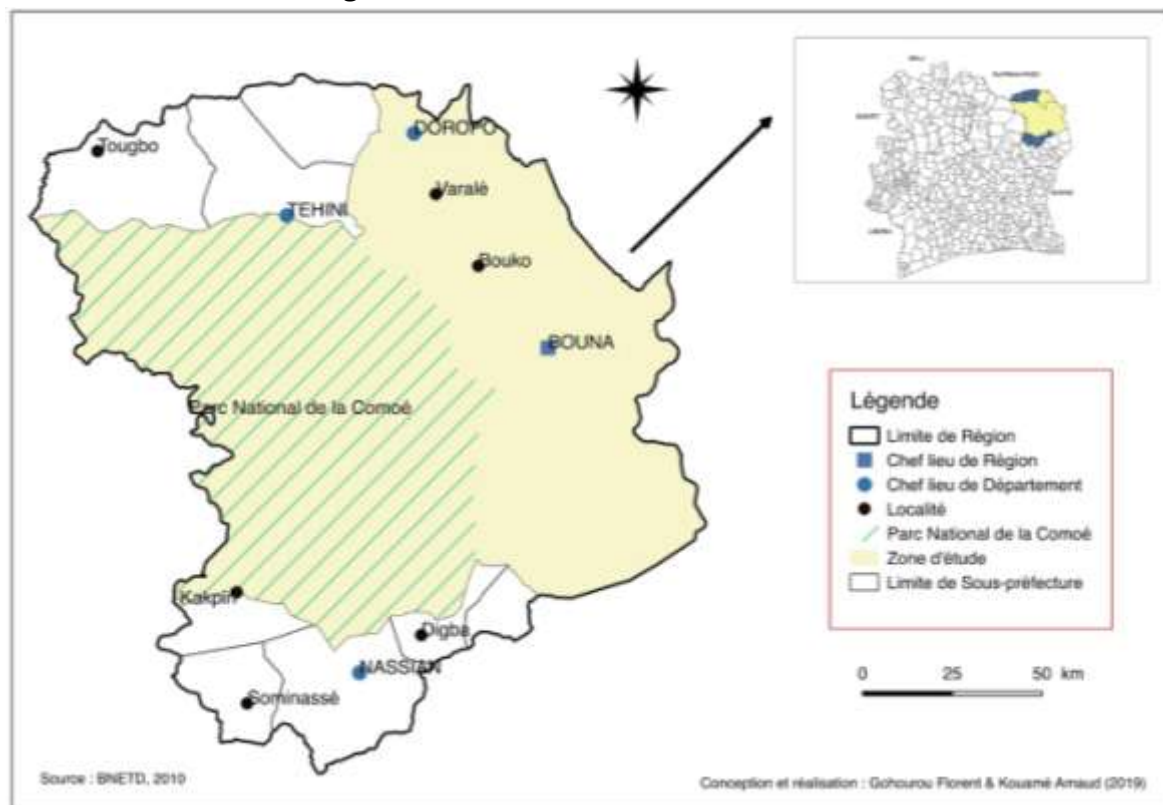 DOROPO
Tougbo
Varalé
TEHINI
Bouko
BOUNA
Parc National de la Comoé
Kakpin
Digba
NASSIAN
Sominassé
Légende
Limite de Région
Chef lieu de Région
Chef lieu de Département
Localité
Parc National de la Comoé
Zone d'étude
Limite de Sous-préfecture
0 25 50 km
Source : BNETD, 2010
Conception et réalisation : Gohourou Florent & Kouamé Arnaud (2019)